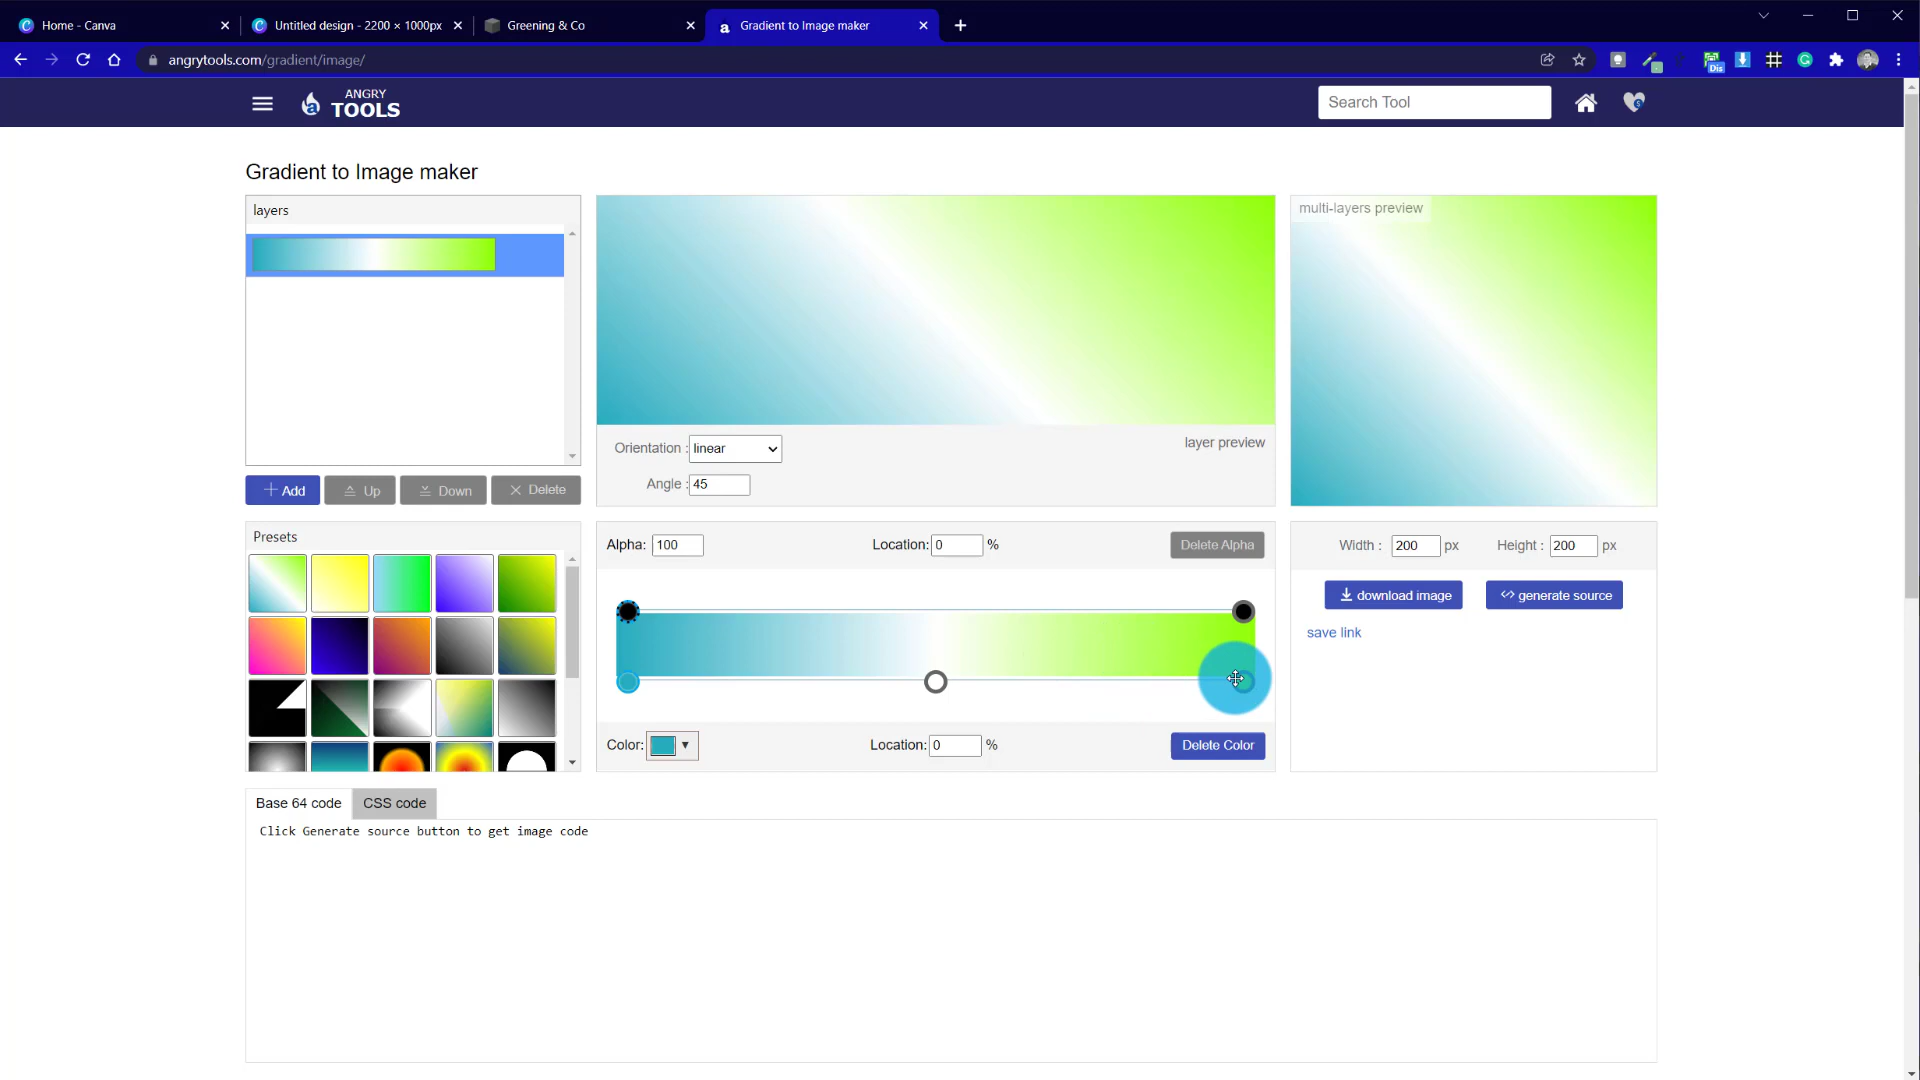 Home - Canva
Untitled design - 2200 × 1000px
Greening & Co
Gradient to Image maker
angrytools.com/gradient/image/
Dis
ANGRY
TOOLS
Search Tool
Gradient to Image maker
layers
multi-layers preview
Orientation : linear
layer preview
Angle : 45
Add
Up
Down
Delete
Presets
Alpha: 100
Location: 0 %
Delete Alpha
Width : 200 px
Height : 200 px
download image
generate source
save link
Color:
Location: 0 %
Delete Color
Base 64 code
CSS code
Click Generate source button to get image code